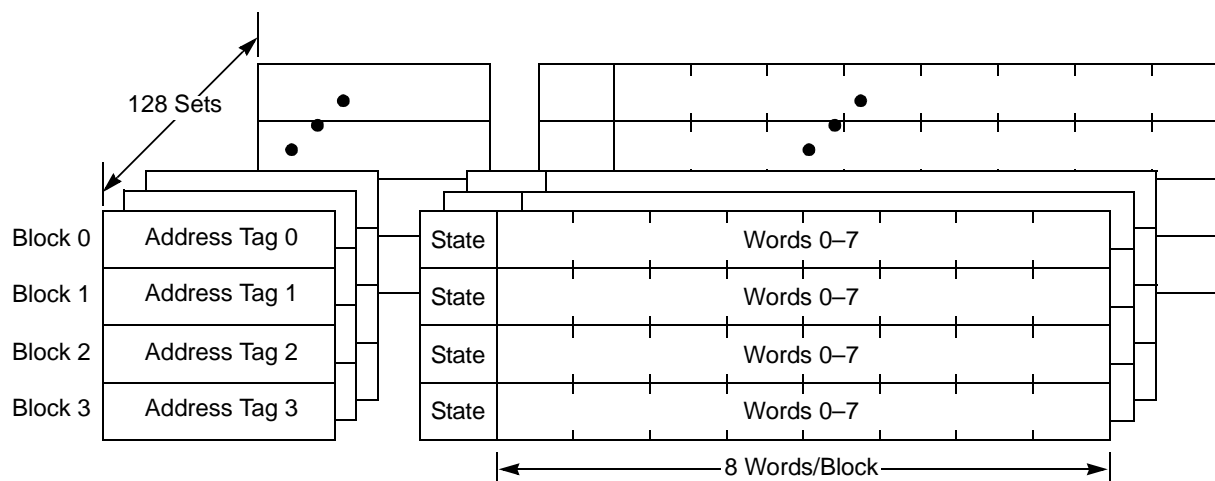 128 Sets
Block 0 Address Tag 0 State Words 0–7
Block 1 Address Tag 1 State Words 0–7
Block 2 Address Tag 2 State Words 0–7
Block 3 Address Tag 3 State Words 0–7
8 Words/Block